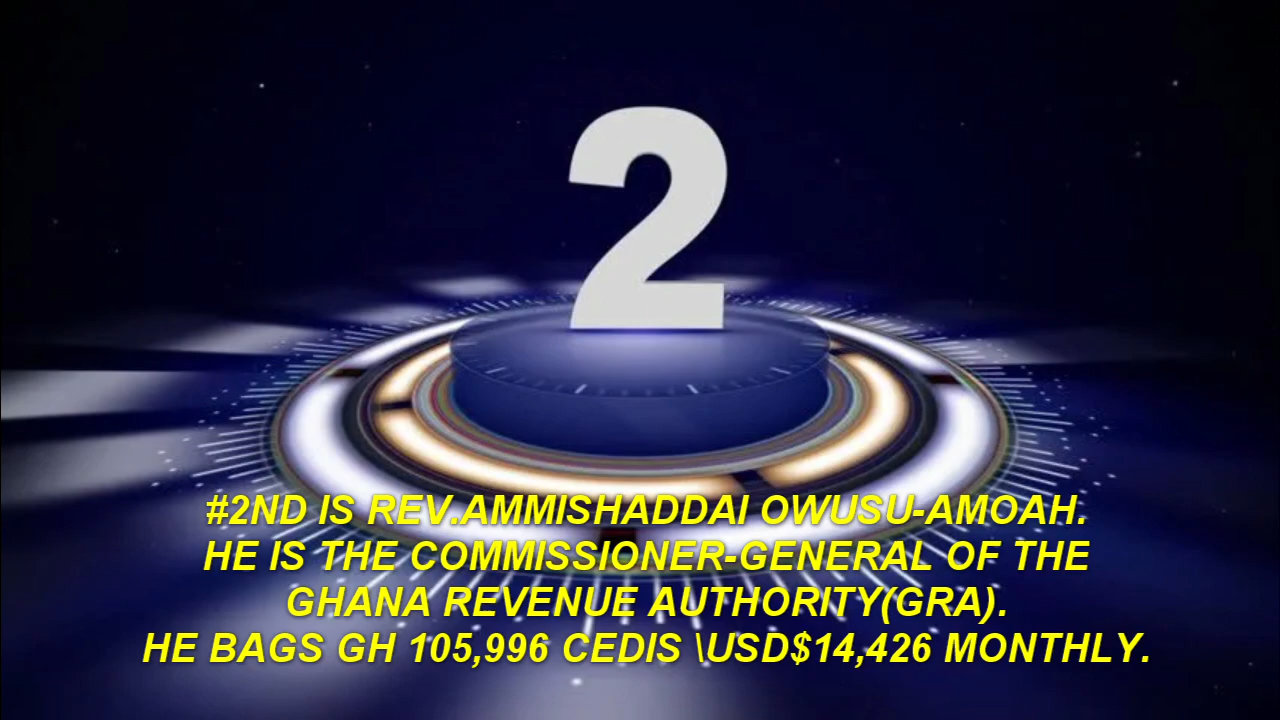 2
#2ND IS REV.AMMISHADDAI OWUSU-AMOAH.
HE IS THE COMMISSIONER-GENERAL OF THE
GHANA REVENUE AUTHORITY(GRA).
HE BAGS GH 105,996 CEDIS \USD$14,426 MONTHLY.